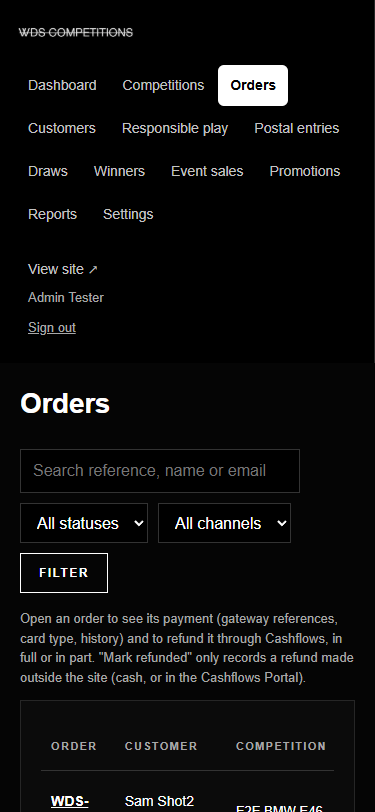 WDS COMPETITIONS
Dashboard Competitions Orders
Customers Responsible play Postal entries
Draws Winners Event sales Promotions
Reports Settings
View site ↗
Admin Tester
Sign out
Orders
Search reference, name or email
All statuses All channels
FILTER
Open an order to see its payment (gateway references,
card type, history) and to refund it through Cashflows, in
full or in part. "Mark refunded" only records a refund made
outside the site (cash, or in the Cashflows Portal).
ORDER CUSTOMER COMPETITION
WDS- Sam Shot2
E2E BMW E46